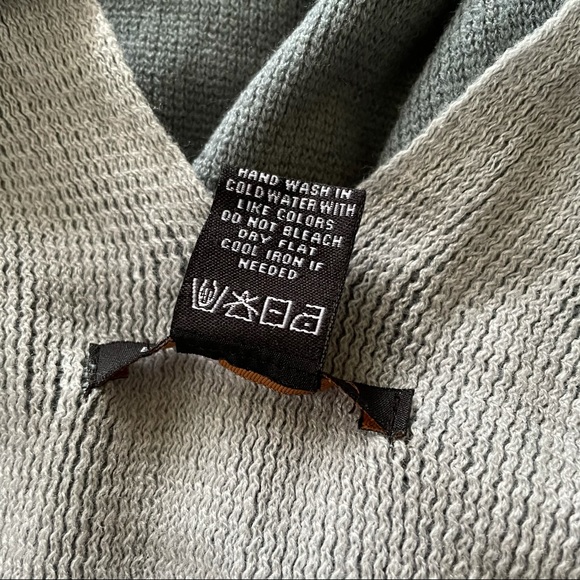 HAND WASH IN
COLD WATER WITH
LIKE COLORS
DO NOT BLEACH
DRY FLAT
COOL IRON IF
NEEDED